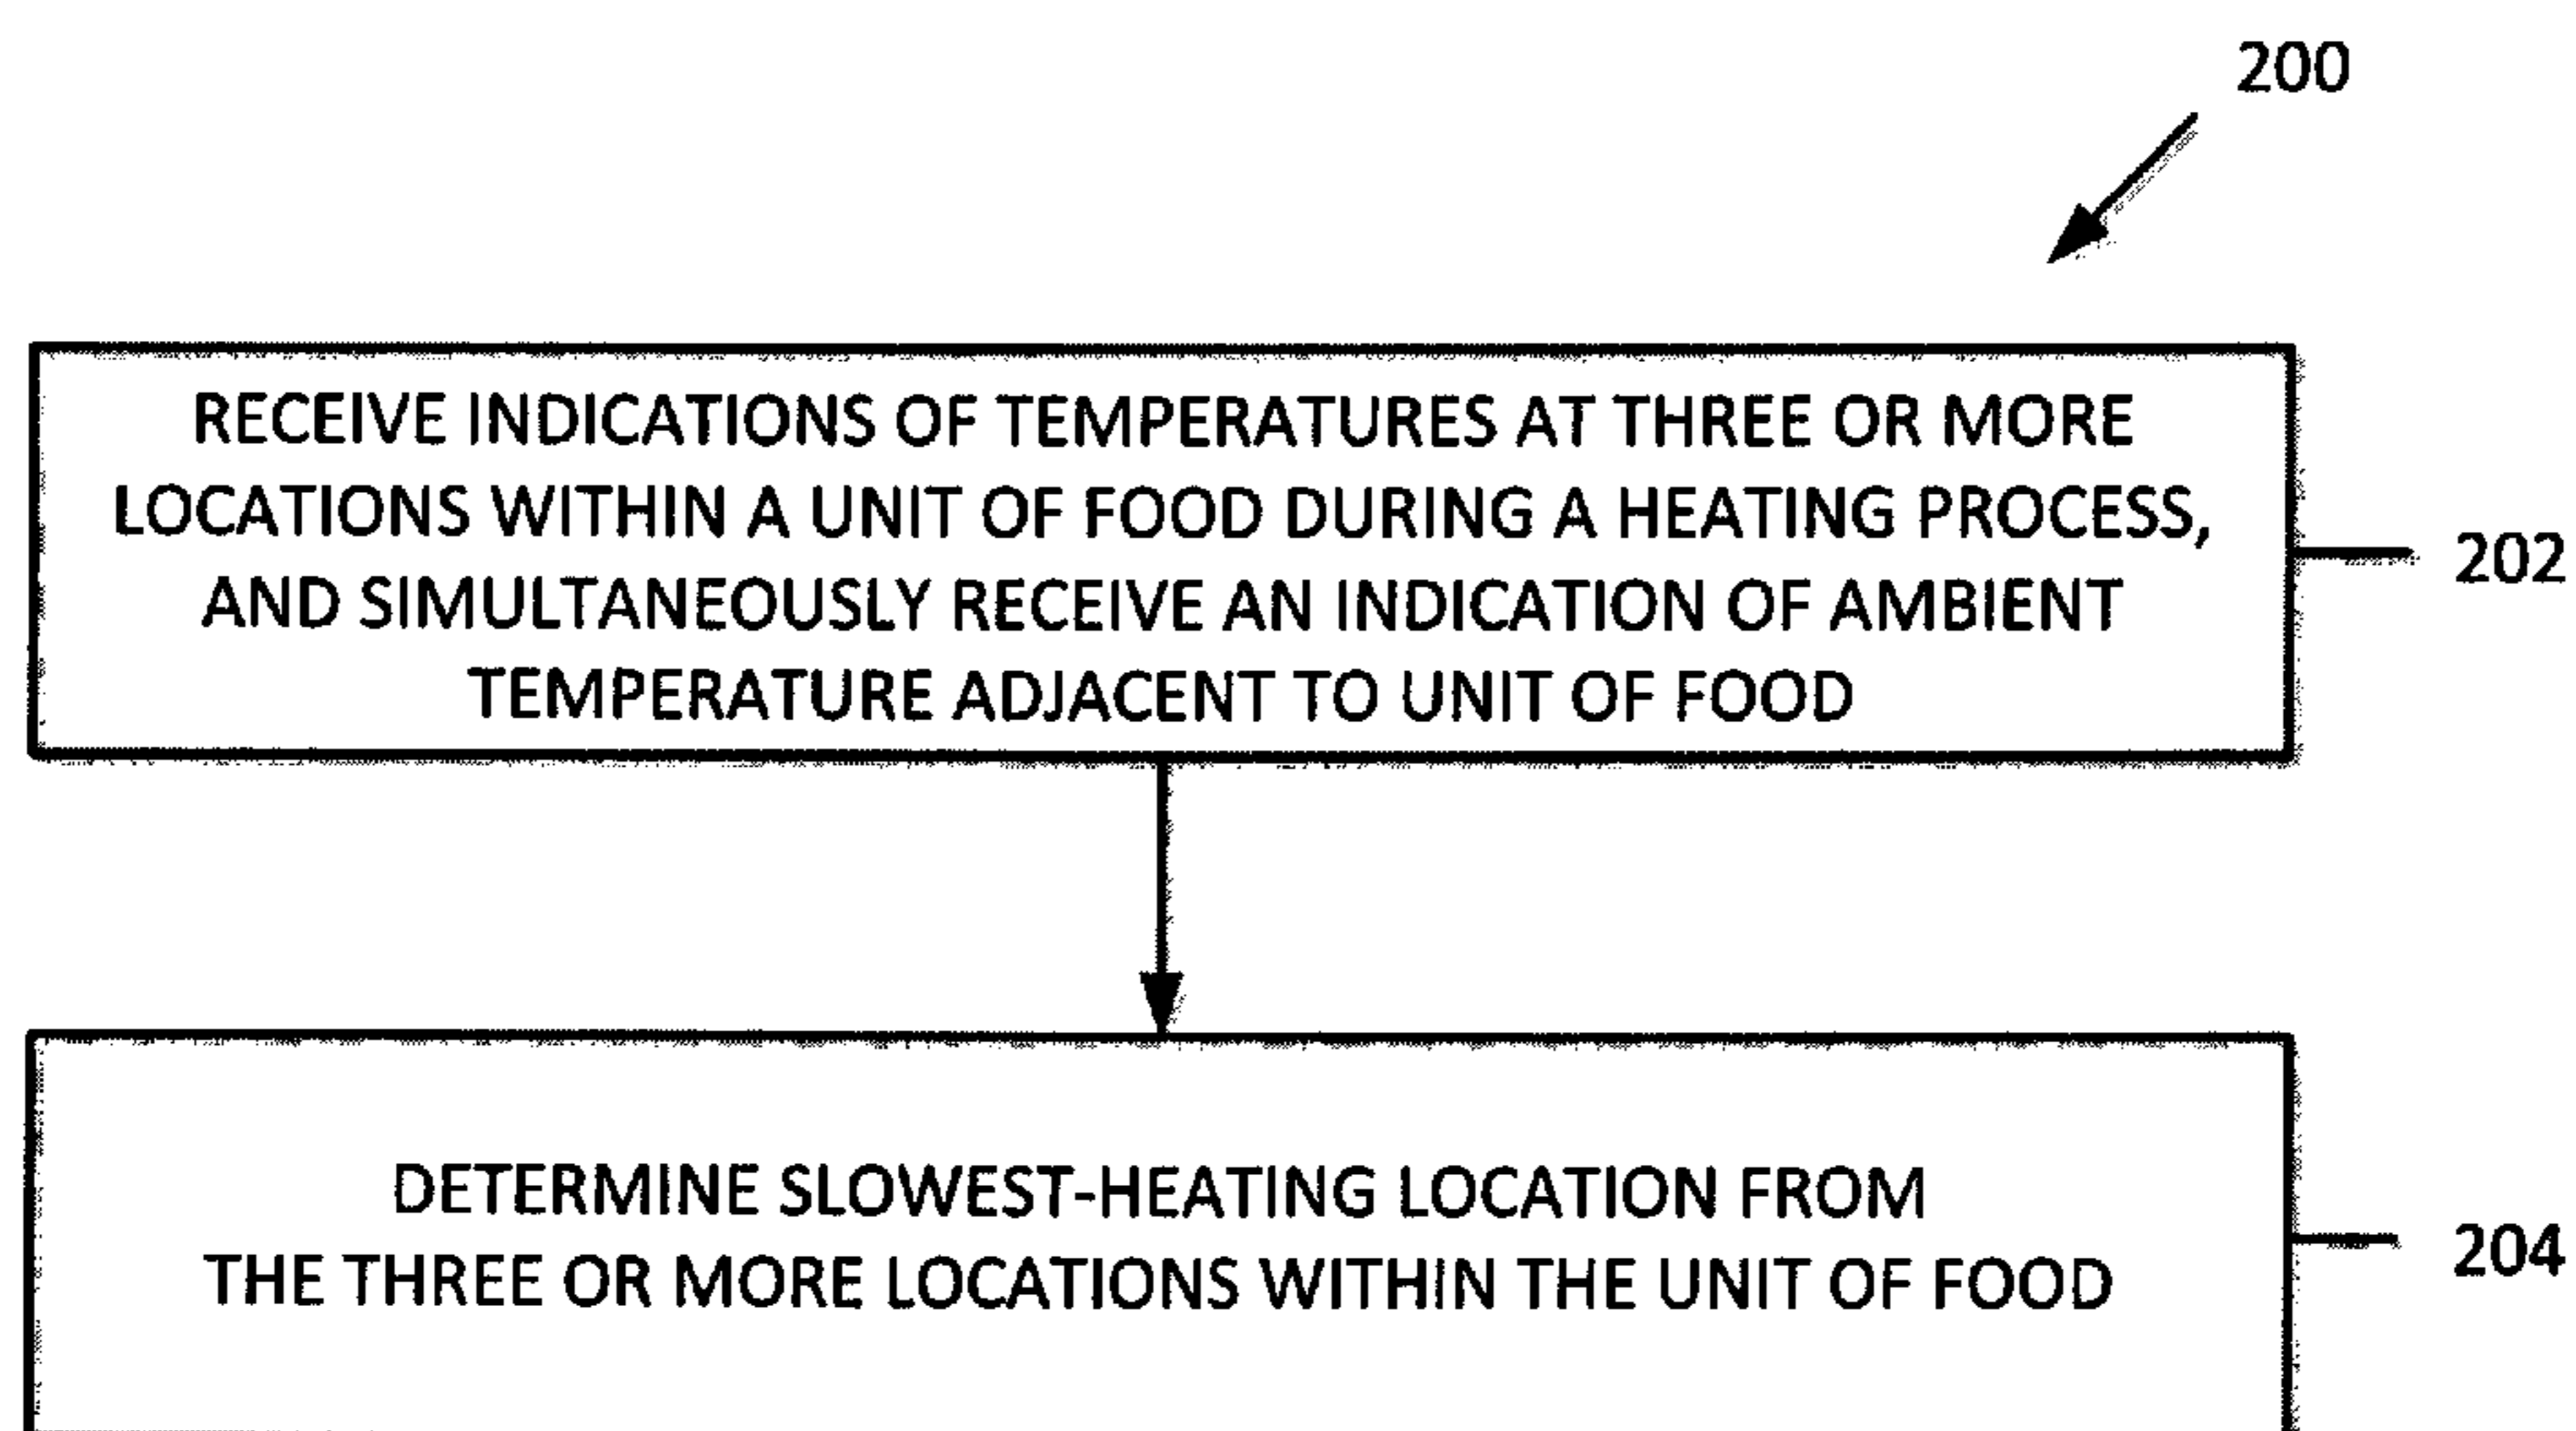 200
RECEIVE INDICATIONS OF TEMPERATURES AT THREE OR MORE
LOCATIONS WITHIN A UNIT OF FOOD DURING A HEATING PROCESS,
AND SIMULTANEOUSLY RECEIVE AN INDICATION OF AMBIENT
TEMPERATURE ADJACENT TO UNIT OF FOOD
202
DETERMINE SLOWEST-HEATING LOCATION FROM
THE THREE OR MORE LOCATIONS WITHIN THE UNIT OF FOOD
204